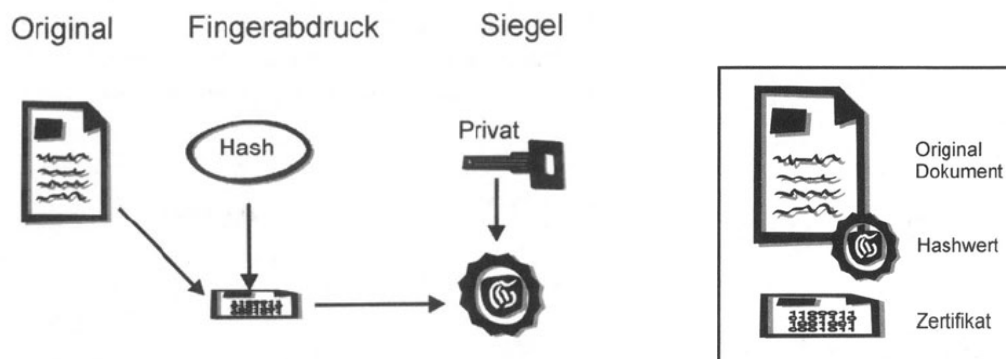 Original Fingerabdruck Siegel
Hash
Privat
Original
Dokument
Hashwert
Zertifikat